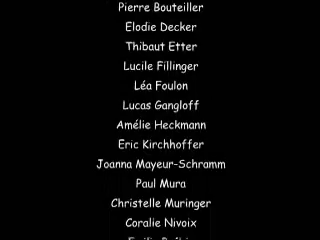 Pierre Bouteiller
Elodie Decker
Thibaut Etter
Lucile Fillinger
Léa Foulon
Lucas Gangloff
Amélie Heckmann
Eric Kirchhoffer
Joanna Mayeur-Schramm
Paul Mura
Christelle Muringer
Coralie Nivoix